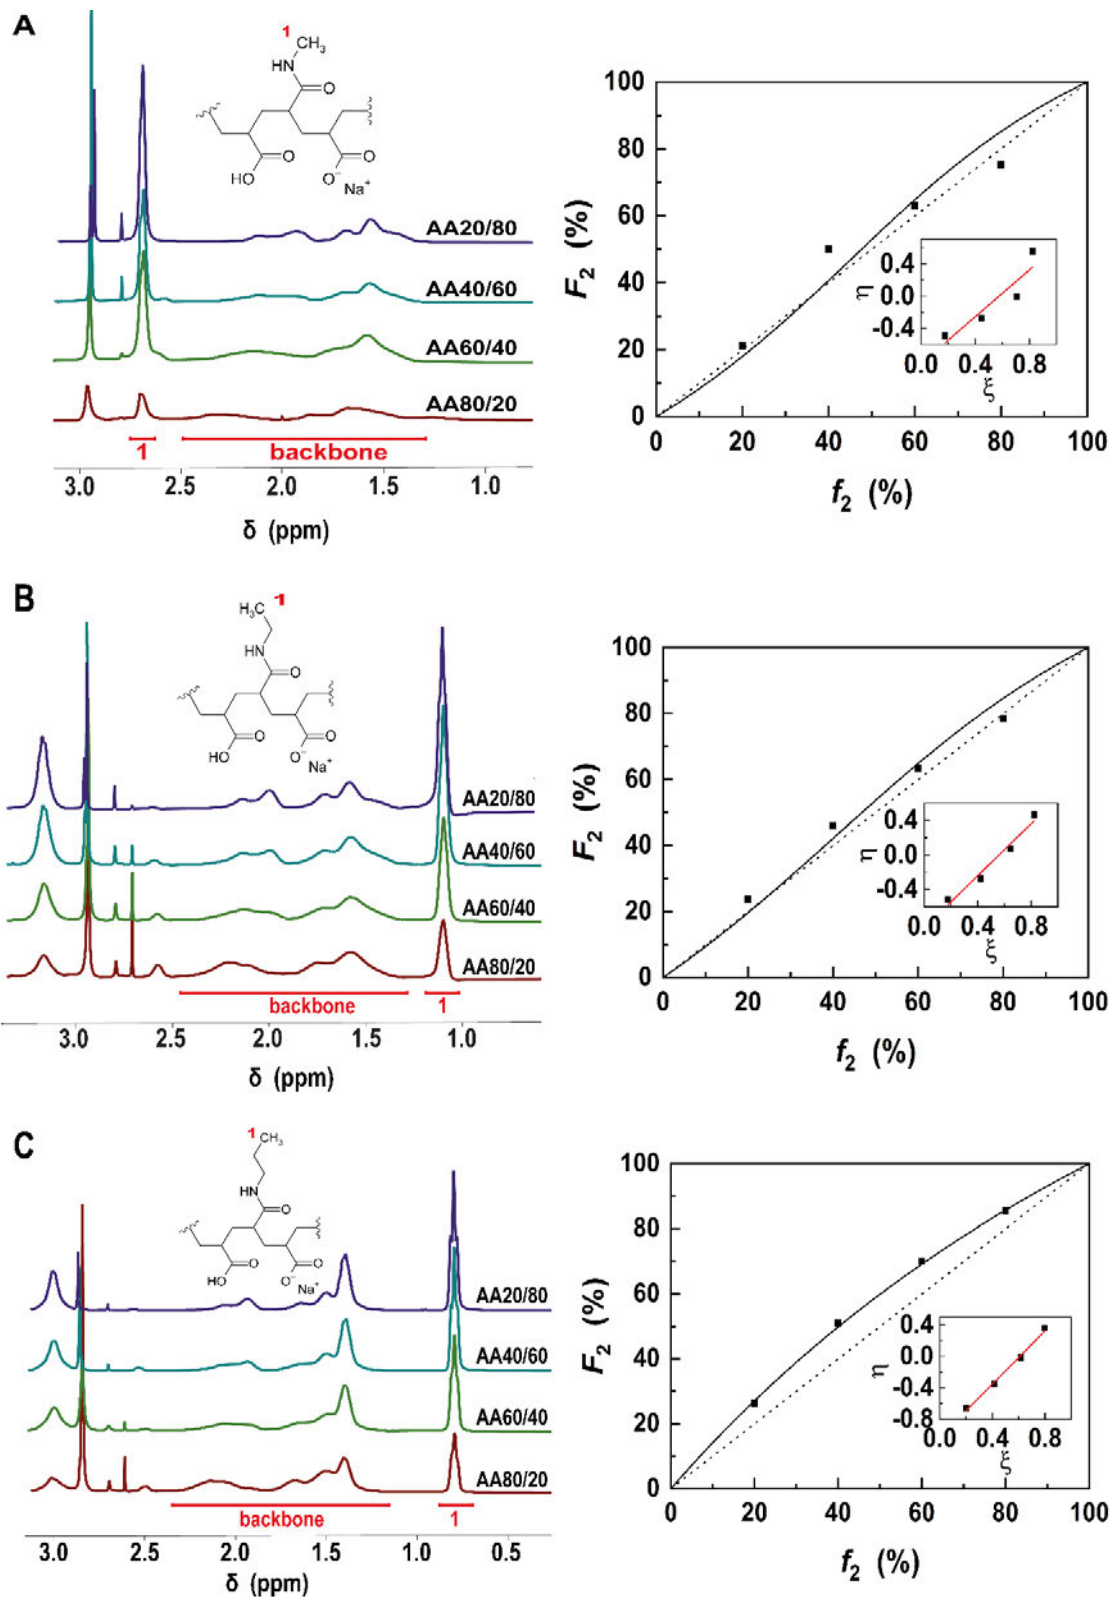 A
1
CH₃
HN
O
O
HO
O
O⁻
Na⁺
AA20/80
AA40/60
AA60/40
AA80/20
1
backbone
3.0 2.5 2.0 1.5 1.0
δ (ppm)
100
80
60
40
20
0
F₂ (%)
0.4
0.0
-0.4
η
0.0 0.4 0.8
ξ
0 20 40 60 80 100
f₂ (%)
B
1
H₃C
HN
O
O
HO
O
O⁻
Na⁺
AA20/80
AA40/60
AA60/40
AA80/20
backbone
1
3.0 2.5 2.0 1.5 1.0
δ (ppm)
100
80
60
40
20
0
F₂ (%)
0.4
0.0
-0.4
η
0.0 0.4 0.8
ξ
0 20 40 60 80 100
f₂ (%)
C
1
CH₃
HN
O
O
HO
O
O⁻
Na⁺
AA20/80
AA40/60
AA60/40
AA80/20
backbone
1
3.0 2.5 2.0 1.5 1.0 0.5
δ (ppm)
100
80
60
40
20
0
F₂ (%)
0.4
0.0
-0.4
-0.8
η
0.0 0.4 0.8
ξ
0 20 40 60 80 100
f₂ (%)